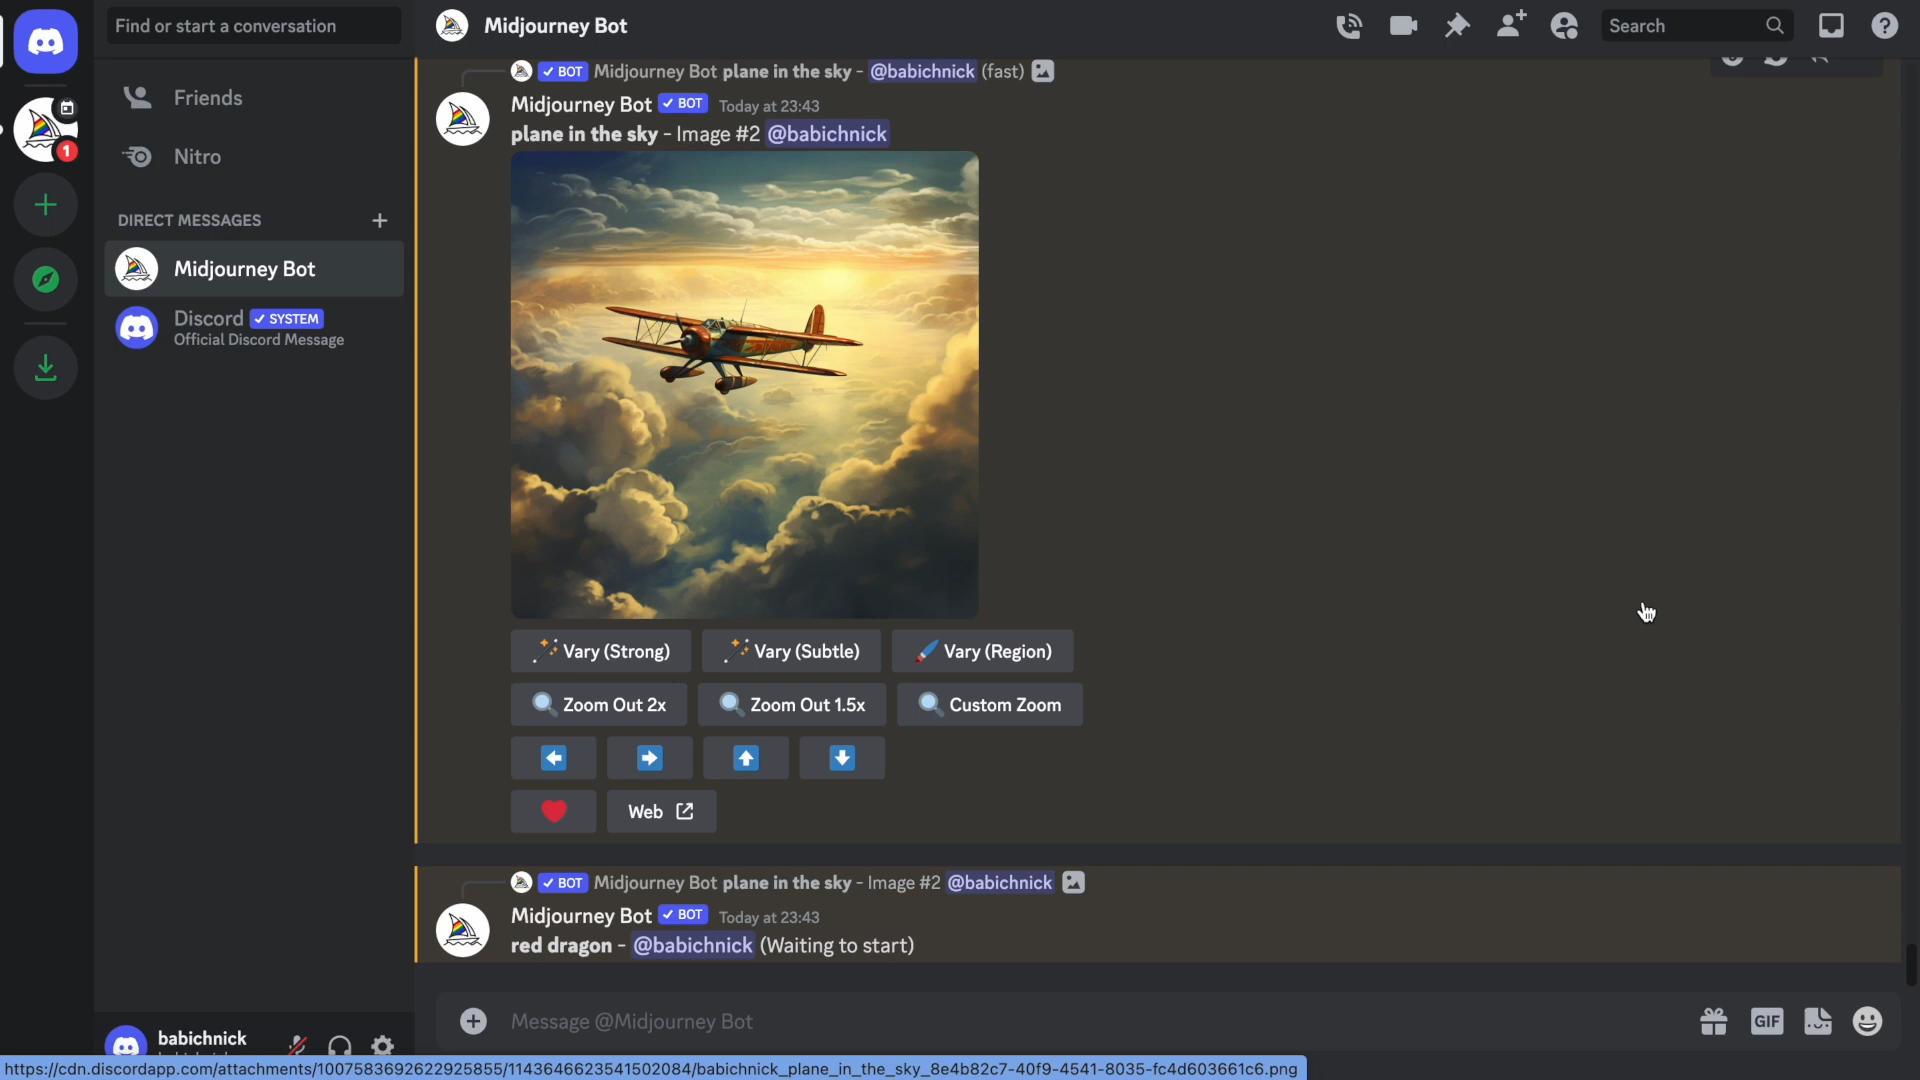 Find or start a conversation
Midjourney Bot
Search
1
Friends
Nitro
DIRECT MESSAGES
Midjourney Bot
Discord ✓ SYSTEM
Official Discord Message
✓ BOT Midjourney Bot plane in the sky - @babichnick (fast)
Midjourney Bot ✓ BOT Today at 23:43
plane in the sky - Image #2 @babichnick
Vary (Strong)
Vary (Subtle)
Vary (Region)
Zoom Out 2x
Zoom Out 1.5x
Custom Zoom
Web
✓ BOT Midjourney Bot plane in the sky - Image #2 @babichnick
Midjourney Bot ✓ BOT Today at 23:43
red dragon - @babichnick (Waiting to start)
Message @Midjourney Bot
GIF
babichnick
https://cdn.discordapp.com/attachments/1007583692622925855/1143646623541502084/babichnick_plane_in_the_sky_8e4b82c7-40f9-4541-8035-fc4d603661c6.png